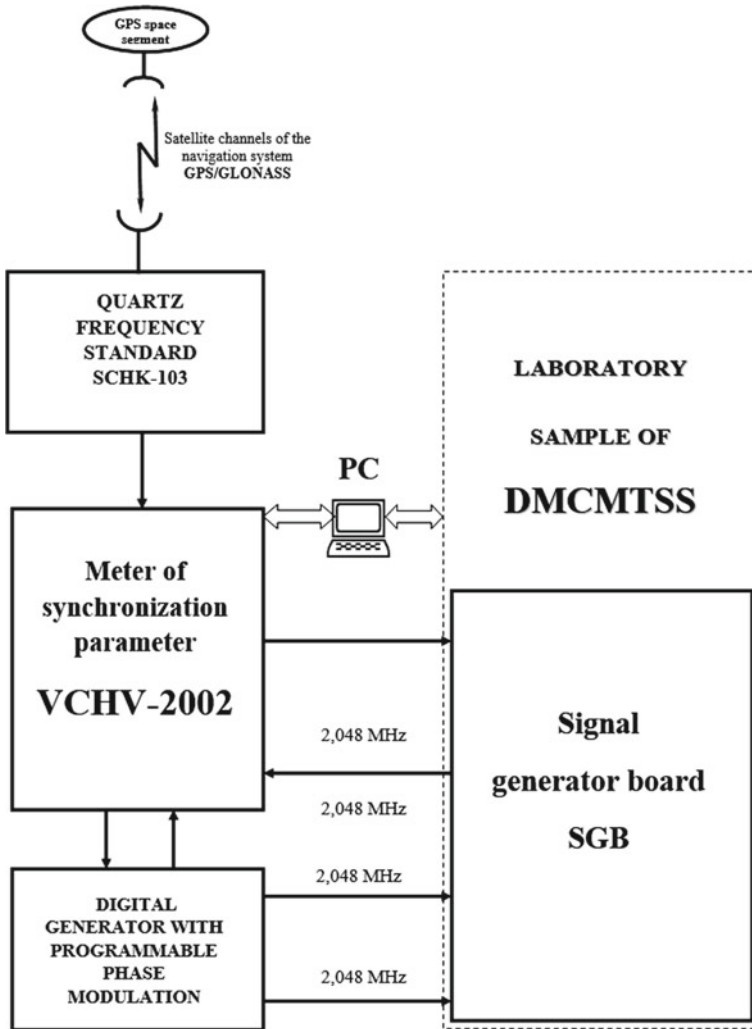 GPS space
segment
Satellite channels of the
navigation system
GPS/GLONASS
QUARTZ
FREQUENCY
STANDARD
SCHK-103
PC
LABORATORY
SAMPLE OF
DMCMTSS
Meter of
synchronization
parameter
VCHV-2002
2,048 MHz
2,048 MHz
Signal
generator board
SGB
2,048 MHz
2,048 MHz
DIGITAL
GENERATOR WITH
PROGRAMMABLE
PHASE
MODULATION